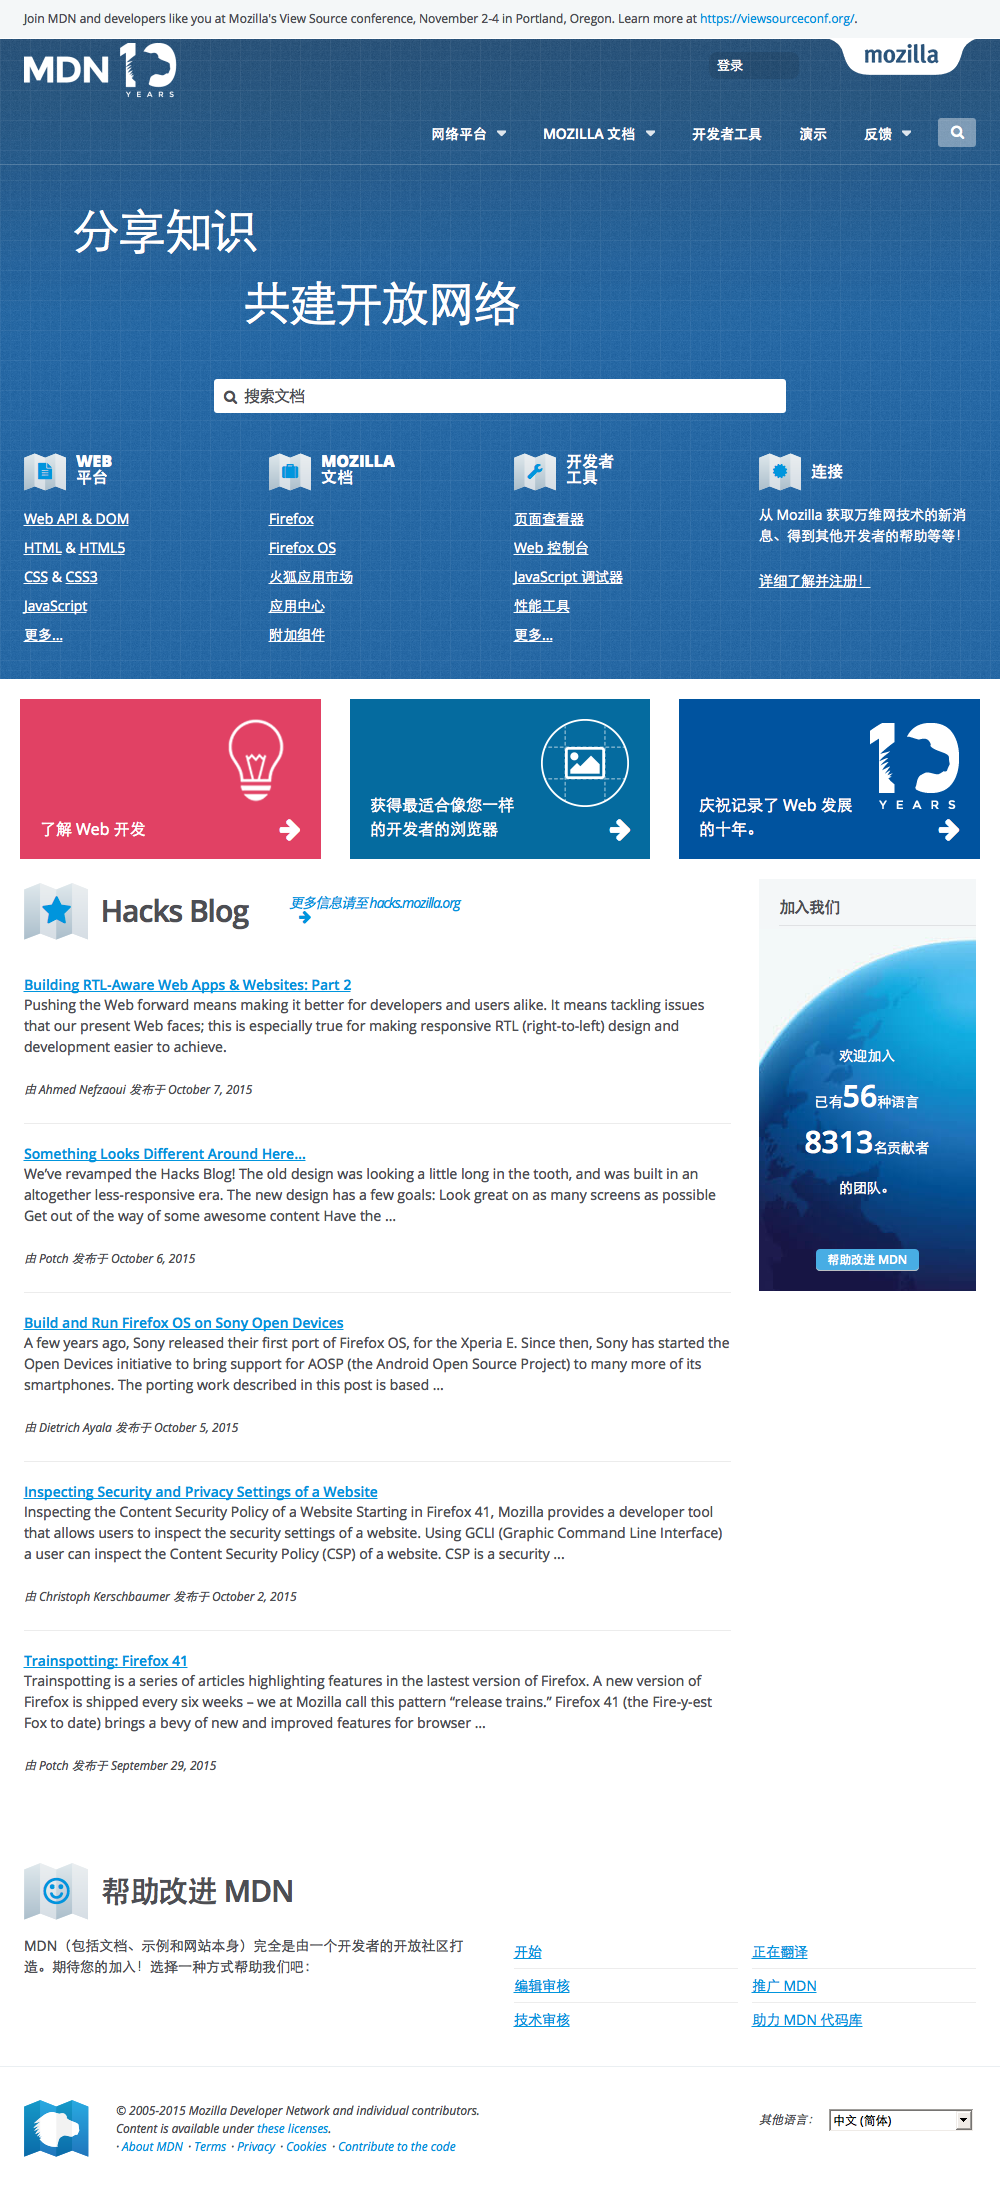 Join MDN and developers like you at Mozilla's View Source conference, November 2-4 in Portland, Oregon. Learn more at https://viewsourceconf.org/.
MDN 10 YEARS
登录
mozilla
网络平台 MOZILLA 文档 开发者工具 演示 反馈
分享知识
共建开放网络
搜索文档
WEB
平台
Web API & DOM
HTML & HTML5
CSS & CSS3
JavaScript
更多...
MOZILLA
文档
Firefox
Firefox OS
火狐应用市场
应用中心
附加组件
开发者
工具
页面查看器
Web 控制台
JavaScript 调试器
性能工具
更多...
连接
从 Mozilla 获取万维网技术的新消
息、得到其他开发者的帮助等等！
详细了解并注册！
了解 Web 开发
获得最适合像您一样
的开发者的浏览器
10
YEARS
庆祝记录了 Web 发展
的十年。
Hacks Blog
更多信息请至 hacks.mozilla.org
Building RTL-Aware Web Apps & Websites: Part 2
Pushing the Web forward means making it better for developers and users alike. It means tackling issues
that our present Web faces; this is especially true for making responsive RTL (right-to-left) design and
development easier to achieve.
由 Ahmed Nefzaoui 发布于 October 7, 2015
Something Looks Different Around Here...
We’ve revamped the Hacks Blog! The old design was looking a little long in the tooth, and was built in an
altogether less-responsive era. The new design has a few goals: Look great on as many screens as possible
Get out of the way of some awesome content Have the ...
由 Potch 发布于 October 6, 2015
Build and Run Firefox OS on Sony Open Devices
A few years ago, Sony released their first port of Firefox OS, for the Xperia E. Since then, Sony has started the
Open Devices initiative to bring support for AOSP (the Android Open Source Project) to many more of its
smartphones. The porting work described in this post is based ...
由 Dietrich Ayala 发布于 October 5, 2015
Inspecting Security and Privacy Settings of a Website
Inspecting the Content Security Policy of a Website Starting in Firefox 41, Mozilla provides a developer tool
that allows users to inspect the security settings of a website. Using GCLI (Graphic Command Line Interface)
a user can inspect the Content Security Policy (CSP) of a website. CSP is a security ...
由 Christoph Kerschbaumer 发布于 October 2, 2015
Trainspotting: Firefox 41
Trainspotting is a series of articles highlighting features in the lastest version of Firefox. A new version of
Firefox is shipped every six weeks – we at Mozilla call this pattern “release trains.” Firefox 41 (the Fire-y-est
Fox to date) brings a bevy of new and improved features for browser ...
由 Potch 发布于 September 29, 2015
加入我们
欢迎加入
已有56种语言
8313名贡献者
的团队。
帮助改进 MDN
帮助改进 MDN
MDN（包括文档、示例和网站本身）完全是由一个开发者的开放社区打
造。期待您的加入！选择一种方式帮助我们吧：
开始
编辑审核
技术审核
正在翻译
推广 MDN
助力 MDN 代码库
© 2005-2015 Mozilla Developer Network and individual contributors.
Content is available under these licenses.
· About MDN · Terms · Privacy · Cookies · Contribute to the code
其他语言： 中文 (简体)